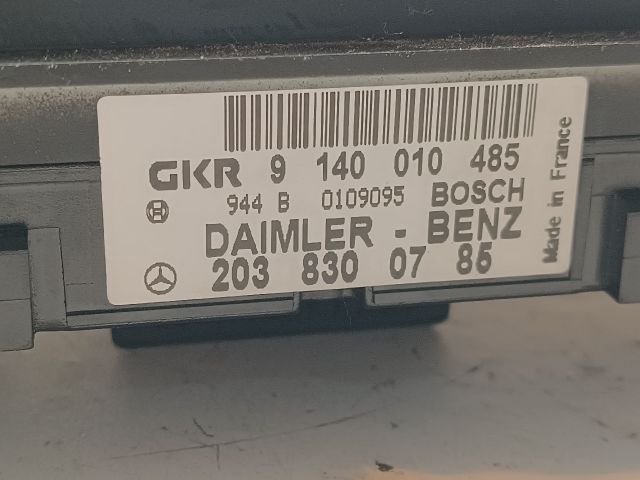 GKR 9 140 010 485
944 B 0109095 BOSCH
DAIMLER - BENZ
203 830 07 85
Made in France